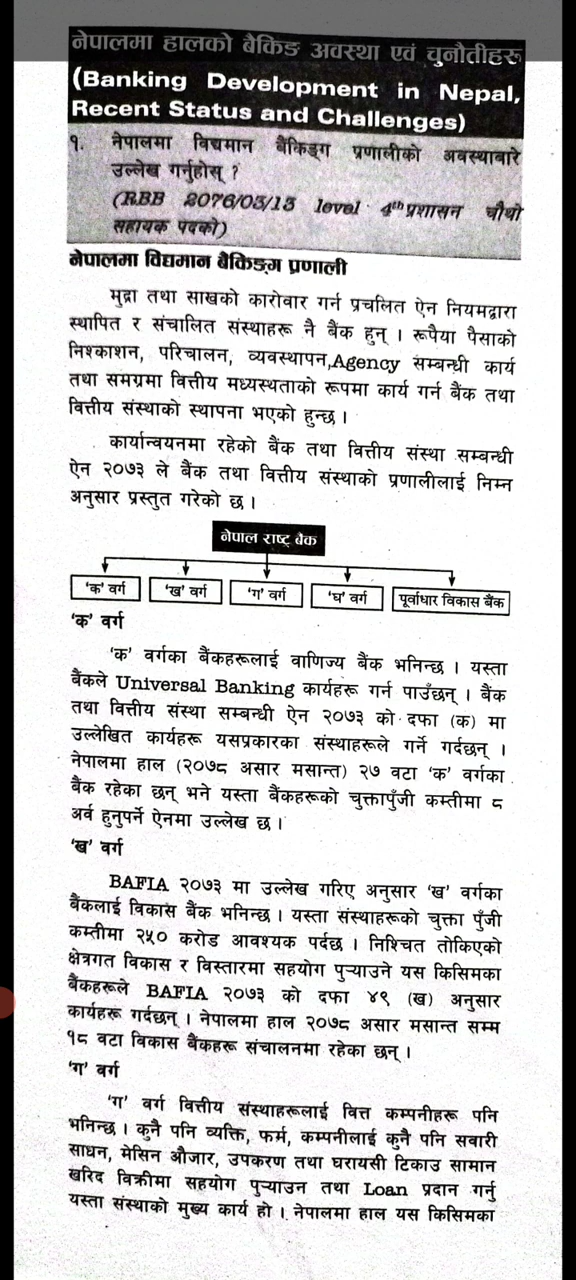 नेपालमा हालको बैकिङ अवस्था एवं चुनौतीहरू
(Banking Development in Nepal,
Recent Status and Challenges)
१. नेपालमा विद्यमान बैंकिङ्ग प्रणालीको अवस्थाबारे
उल्लेख गर्नुहोस् ?
(RBB 2076/03/13 level 4th प्रशासन चौथो
सहायक पदको)
नेपालमा विद्यमान बैकिङ्ग प्रणाली
मुद्रा तथा साखको कारोवार गर्न प्रचलित ऐन नियमद्वारा
स्थापित र संचालित संस्थाहरू नै बैंक हुन् । रूपैया पैसाको
निश्काशन, परिचालन, व्यवस्थापन,Agency सम्बन्धी कार्य
तथा समग्रमा वित्तीय मध्यस्थताको रूपमा कार्य गर्न बैंक तथा
वित्तीय संस्थाको स्थापना भएको हुन्छ ।
कार्यान्वयनमा रहेको बैंक तथा वित्तीय संस्था सम्बन्धी
ऐन २०७३ ले बैंक तथा वित्तीय संस्थाको प्रणालीलाई निम्न
अनुसार प्रस्तुत गरेको छ ।
नेपाल राष्ट् बैक
'क' वर्ग 'ख' वर्ग 'ग' वर्ग 'घ' वर्ग पूर्वाधार विकास बैंक
'क' वर्ग
'क' वर्गका बैंकहरूलाई वाणिज्य बैंक भनिन्छ । यस्ता
बैंकले Universal Banking कार्यहरू गर्न पाउँछन् । बैंक
तथा वित्तीय संस्था सम्बन्धी ऐन २०७३ को दफा (क) मा
उल्लेखित कार्यहरू यसप्रकारका संस्थाहरूले गर्ने गर्दछन् ।
नेपालमा हाल (२०७८ असार मसान्त) २७ वटा 'क' वर्गका
बैंक रहेका छन् भने यस्ता बैंकहरूको चुक्तापुँजी कम्तीमा ८
अर्व हुनुपर्ने ऐनमा उल्लेख छ ।
'ख' वर्ग
BAFIA २०७३ मा उल्लेख गरिए अनुसार 'ख' वर्गका
बैंकलाई विकास बैंक भनिन्छ । यस्ता संस्थाहरूको चुक्ता पुँजी
कम्तीमा २५० करोड आवश्यक पर्दछ । निश्चित तोकिएको
क्षेत्रगत विकास र विस्तारमा सहयोग पुऱ्याउने यस किसिमका
बैंकहरूले BAFIA २०७३ को दफा ४९ (ख) अनुसार
कार्यहरू गर्दछन् । नेपालमा हाल २०७८ असार मसान्त सम्म
१८ वटा विकास बैंकहरू संचालनमा रहेका छन् ।
'ग' वर्ग
'ग' वर्ग वित्तीय संस्थाहरूलाई वित्त कम्पनीहरू पनि
भनिन्छ । कुनै पनि व्यक्ति, फर्म, कम्पनीलाई कुनै पनि सवारी
साधन, मेसिन औजार, उपकरण तथा घरायसी टिकाउ सामान
खरिद विक्रीमा सहयोग पुऱ्याउन तथा Loan प्रदान गर्नु
यस्ता संस्थाको मुख्य कार्य हो । नेपालमा हाल यस किसिमका